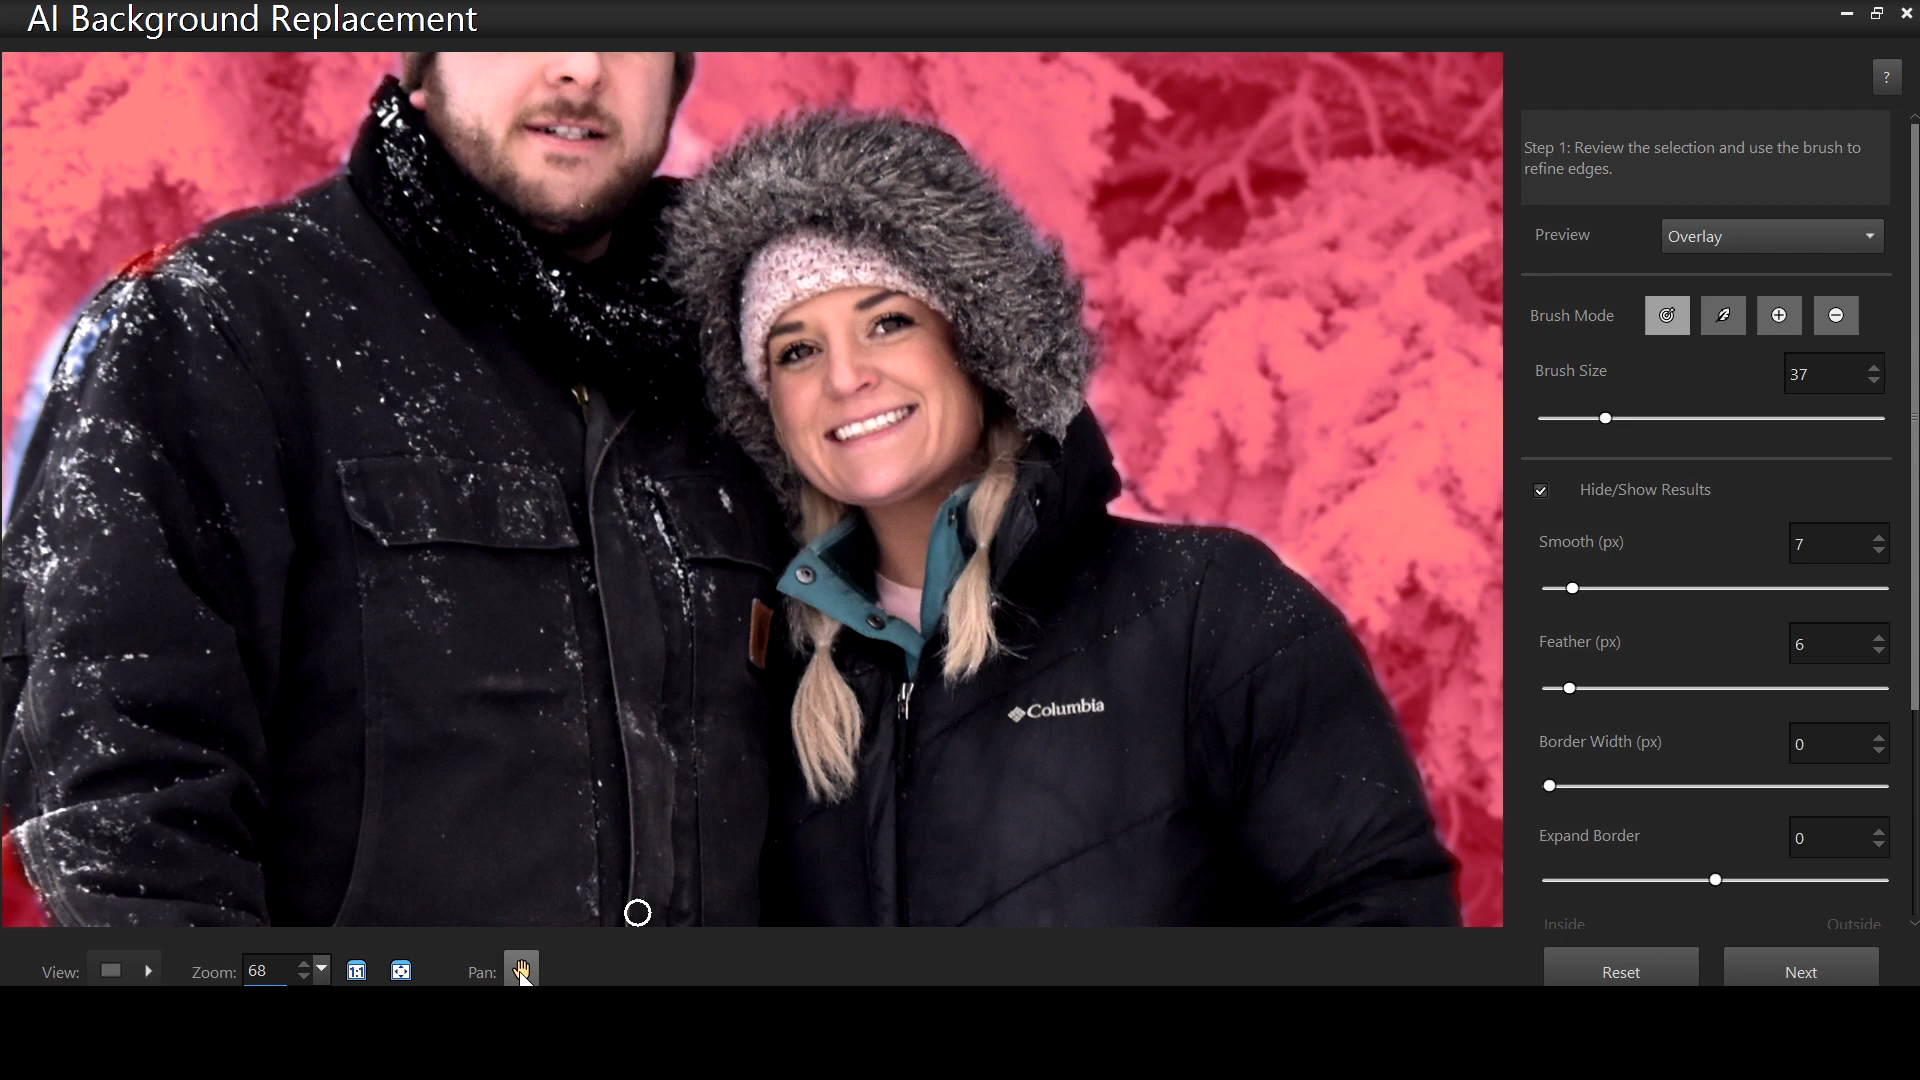 AI Background Replacement
?
Step 1: Review the selection and use the brush to
refine edges.
Preview
Overlay
Brush Mode
Brush Size
37
Hide/Show Results
Smooth (px)
7
Feather (px)
6
Border Width (px)
0
Expand Border
0
Inside
Outside
Columbia
View:
Zoom:
68
1:1
Pan:
Reset
Next